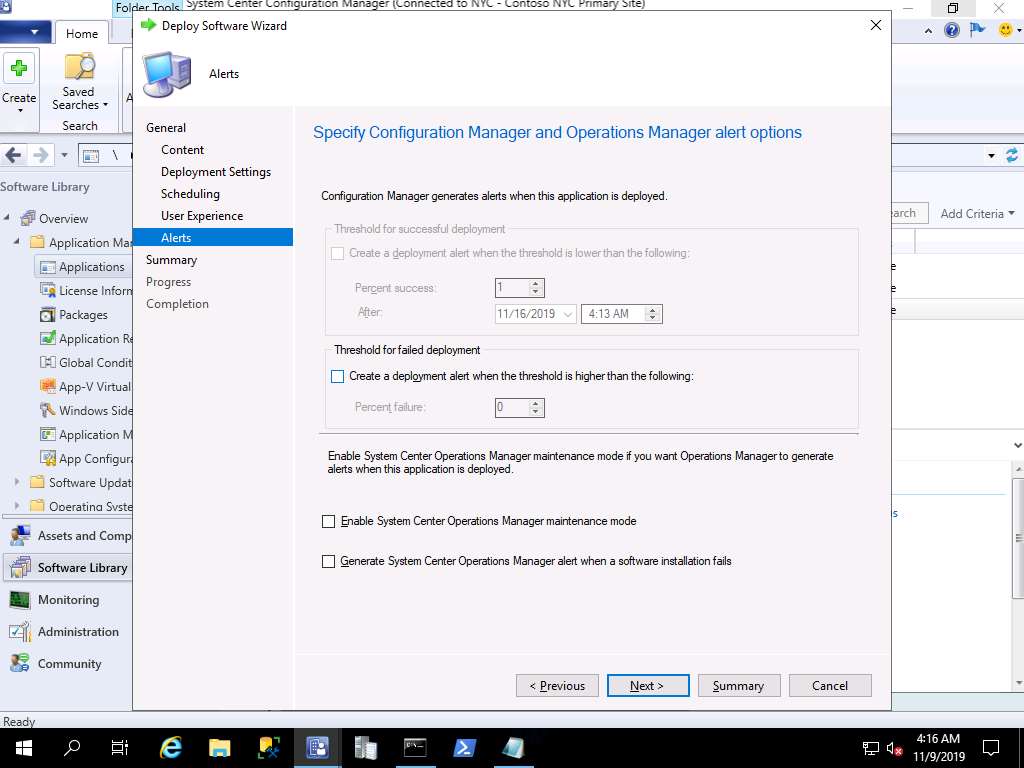 Folder Tools
System Center Configuration Manager (Connected to NYC - Contoso NYC Primary Site)
Home
Create
Saved
Searches
Search
\
Software Library
Overview
Application Man
Applications
License Inform
Packages
Application Re
Global Condit
App-V Virtual
Windows Side
Application M
App Configura
Software Updat
Operating Syste
Assets and Comp
Software Library
Monitoring
Administration
Community
Ready
Deploy Software Wizard
Alerts
General
Content
Deployment Settings
Scheduling
User Experience
Alerts
Summary
Progress
Completion
Specify Configuration Manager and Operations Manager alert options
Configuration Manager generates alerts when this application is deployed.
Threshold for successful deployment
Create a deployment alert when the threshold is lower than the following:
Percent success:
1
After:
11/16/2019
4:13 AM
Threshold for failed deployment
Create a deployment alert when the threshold is higher than the following:
Percent failure:
0
Enable System Center Operations Manager maintenance mode if you want Operations Manager to generate
alerts when this application is deployed.
Enable System Center Operations Manager maintenance mode
Generate System Center Operations Manager alert when a software installation fails
< Previous
Next >
Summary
Cancel
earch
Add Criteria
4:16 AM
11/9/2019